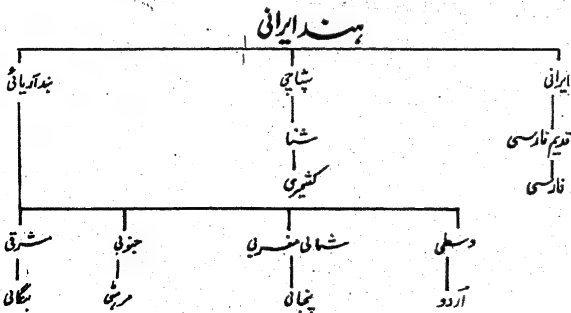 ہند ایرانی
ایرانی
پشاچی
ہند آریائی
قدیم فارسی
شنا
فارسی
کشمیری
وسطی
شمالی مغربی
جنوبی
مشرقی
اُردو
پنجابی
مرہٹی
بنگالی